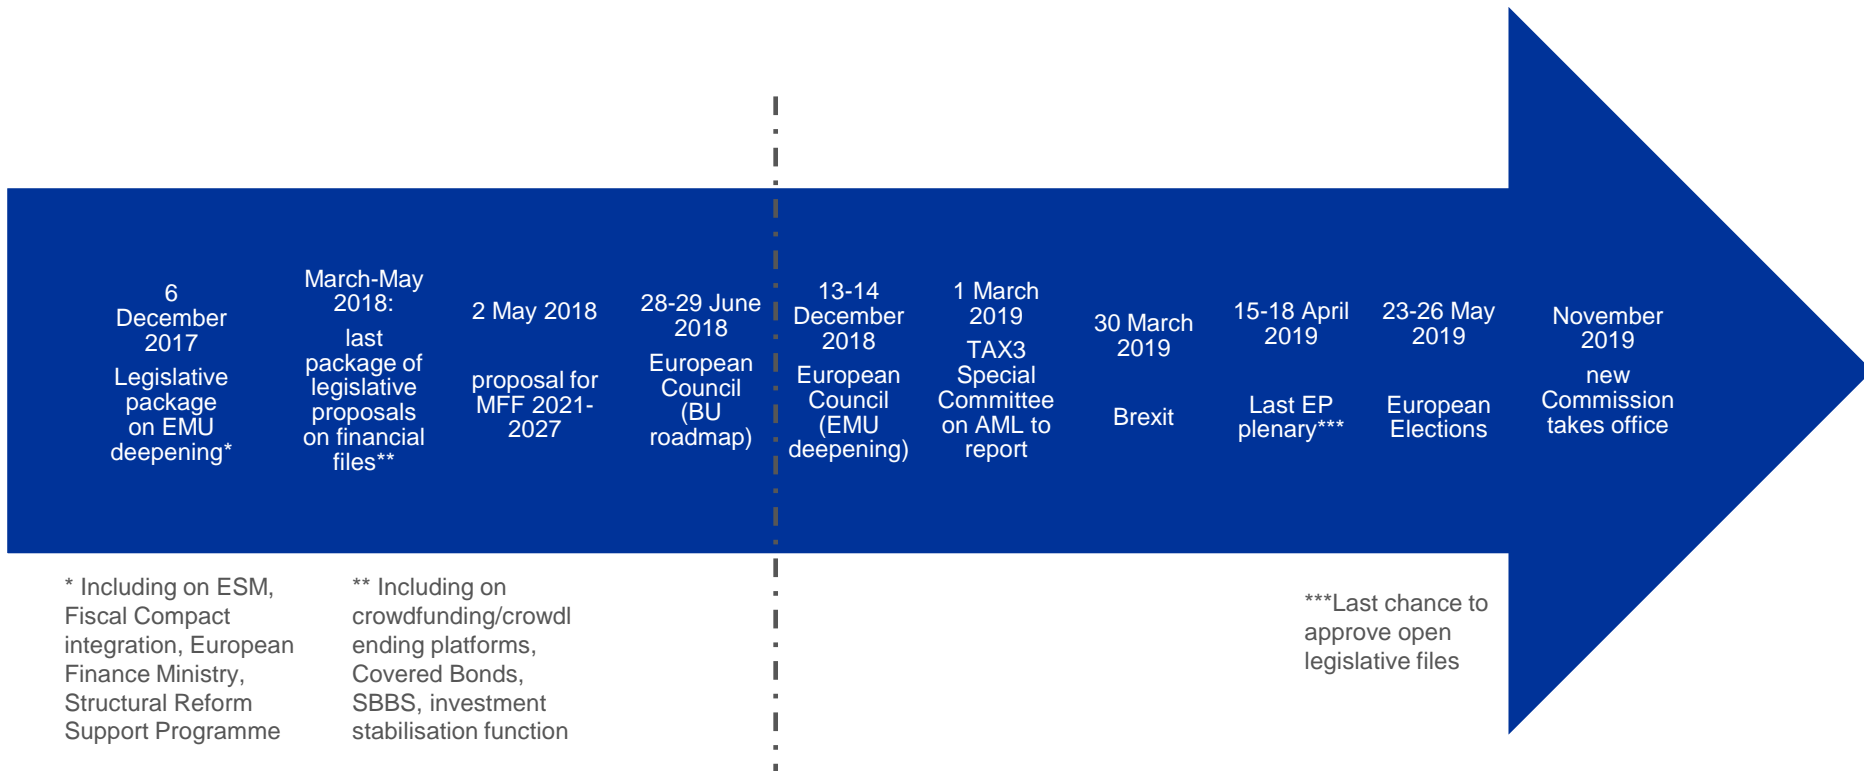 6
December
2017
Legislative
package
on EMU
deepening*
March-May
2018:
last
package of
legislative
proposals
on financial
files**
2 May 2018
proposal for
MFF 2021-
2027
28-29 June
2018
European
Council
(BU
roadmap)
13-14
December
2018
European
Council
(EMU
deepening)
1 March
2019
TAX3
Special
Committee
on AML to
report
30 March
2019
Brexit
15-18 April
2019
Last EP
plenary***
23-26 May
2019
European
Elections
November
2019
new
Commission
takes office
* Including on ESM,
Fiscal Compact
integration, European
Finance Ministry,
Structural Reform
Support Programme
** Including on
crowdfunding/crowdl
ending platforms,
Covered Bonds,
SBBS, investment
stabilisation function
***Last chance to
approve open
legislative files